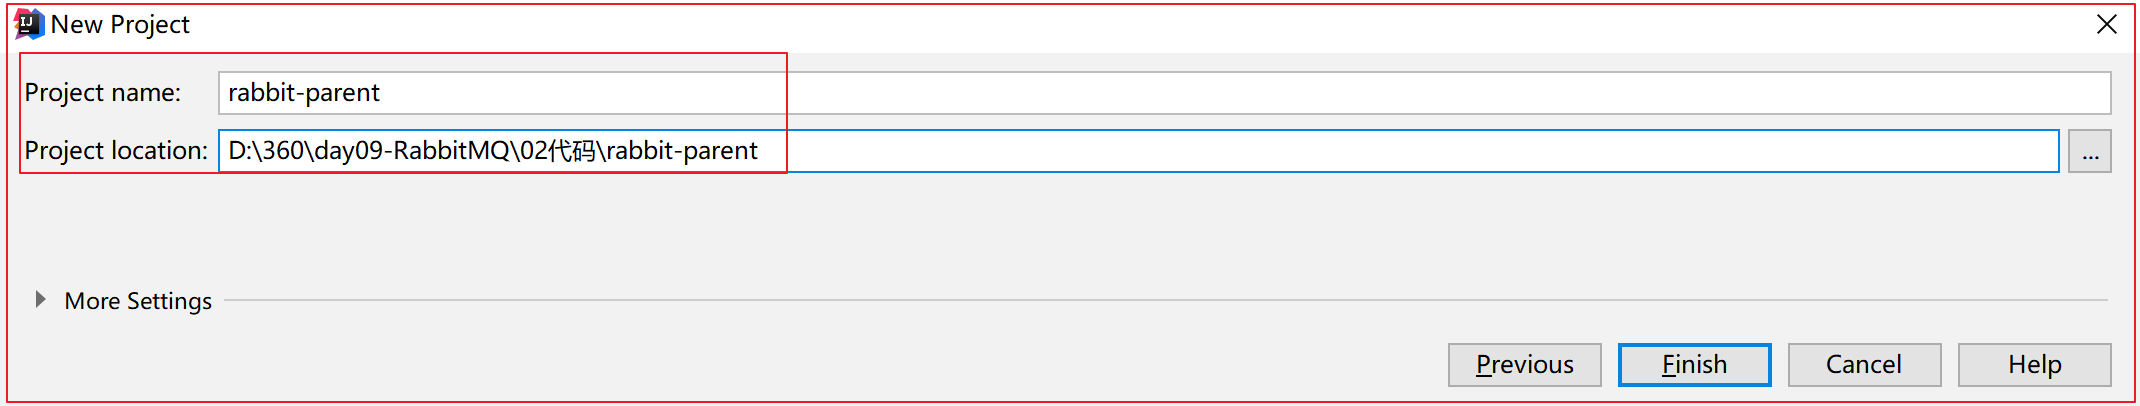 IJ
New Project
Project name: rabbit-parent
Project location: D:\360\day09-RabbitMQ\02代码\rabbit-parent
...
More Settings
Previous Finish Cancel Help